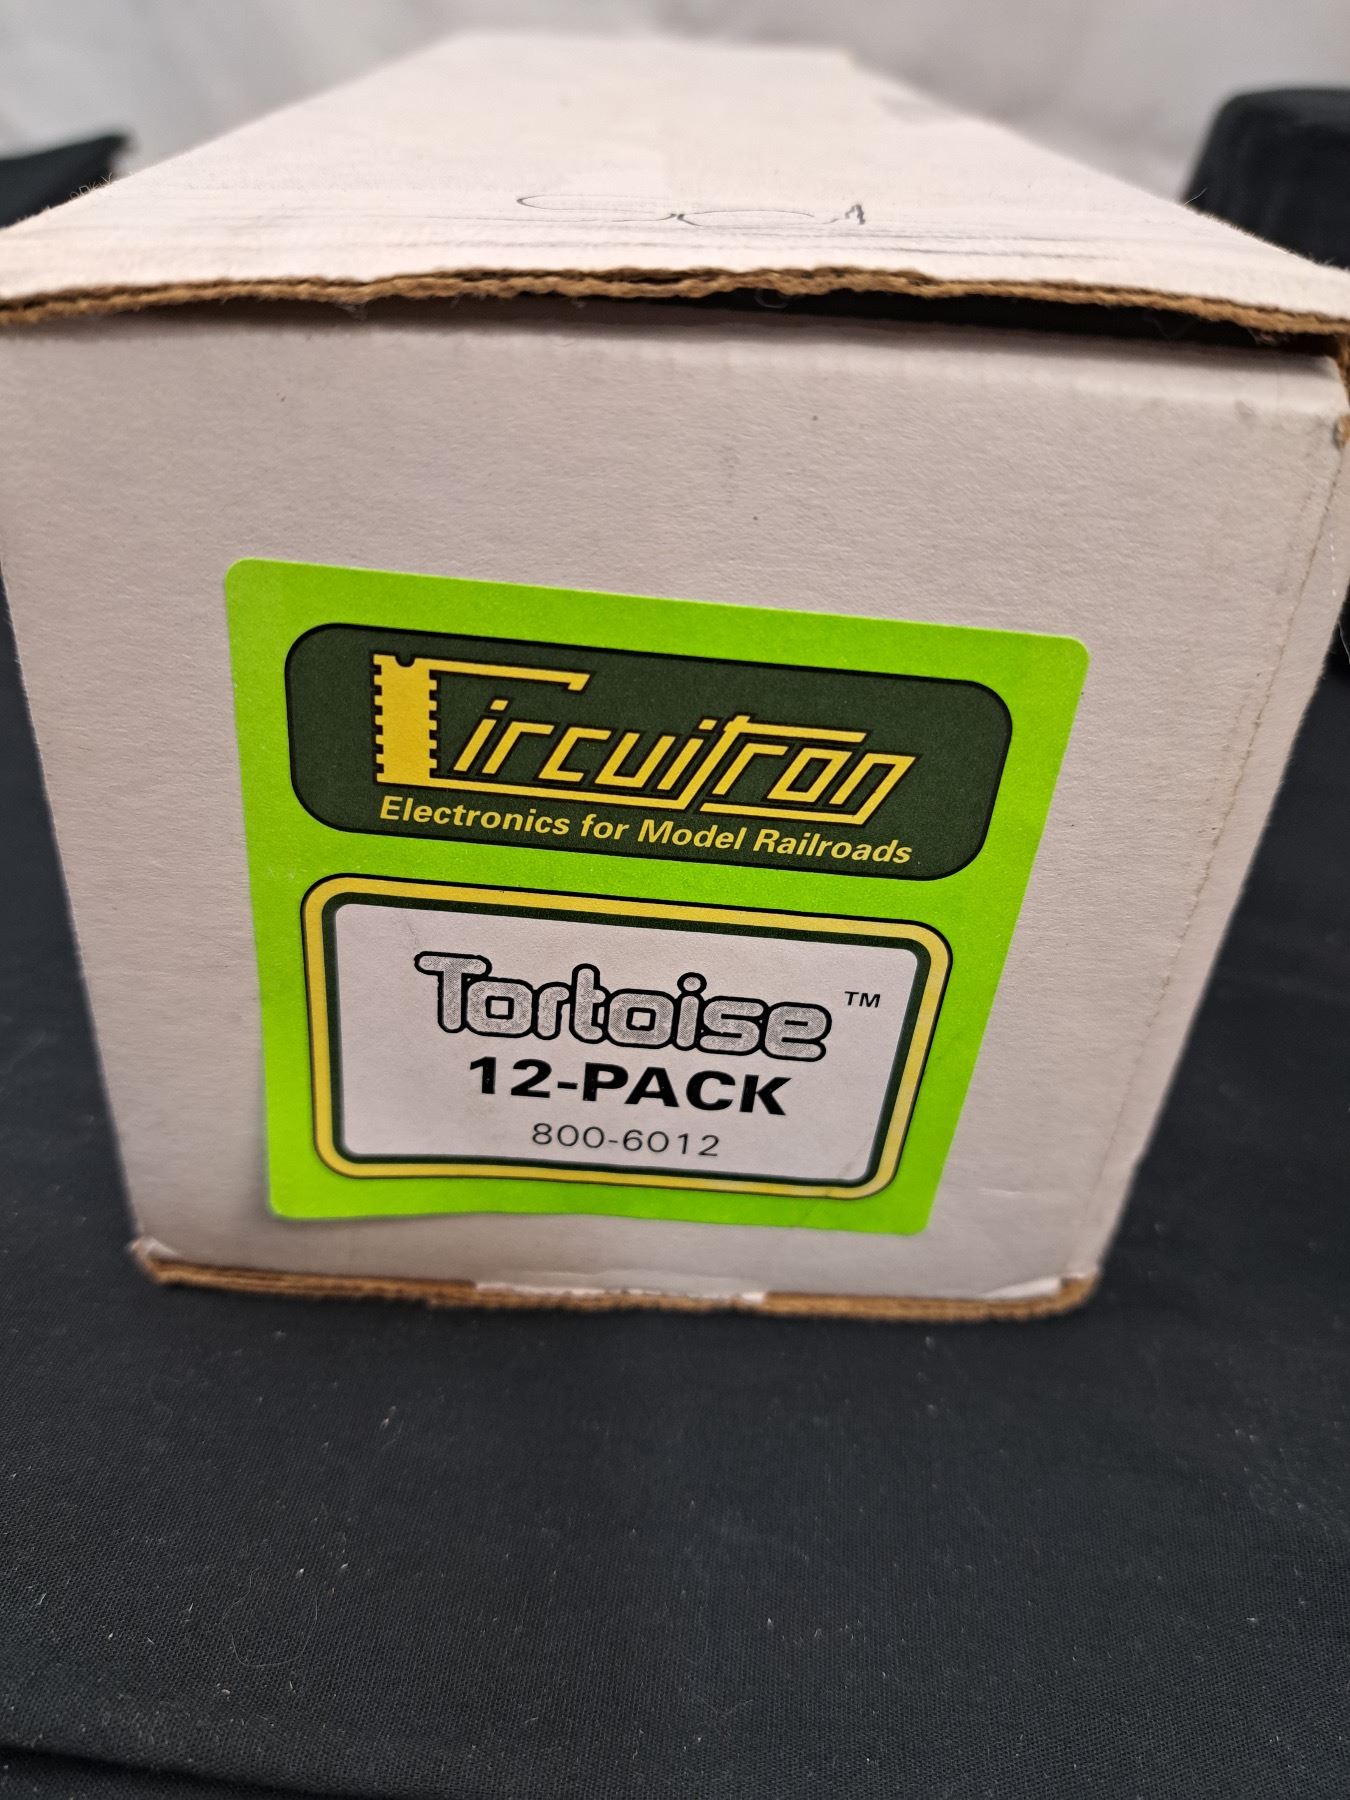 Circuitron
Electronics for Model Railroads
Tortoise™
12-PACK
800-6012